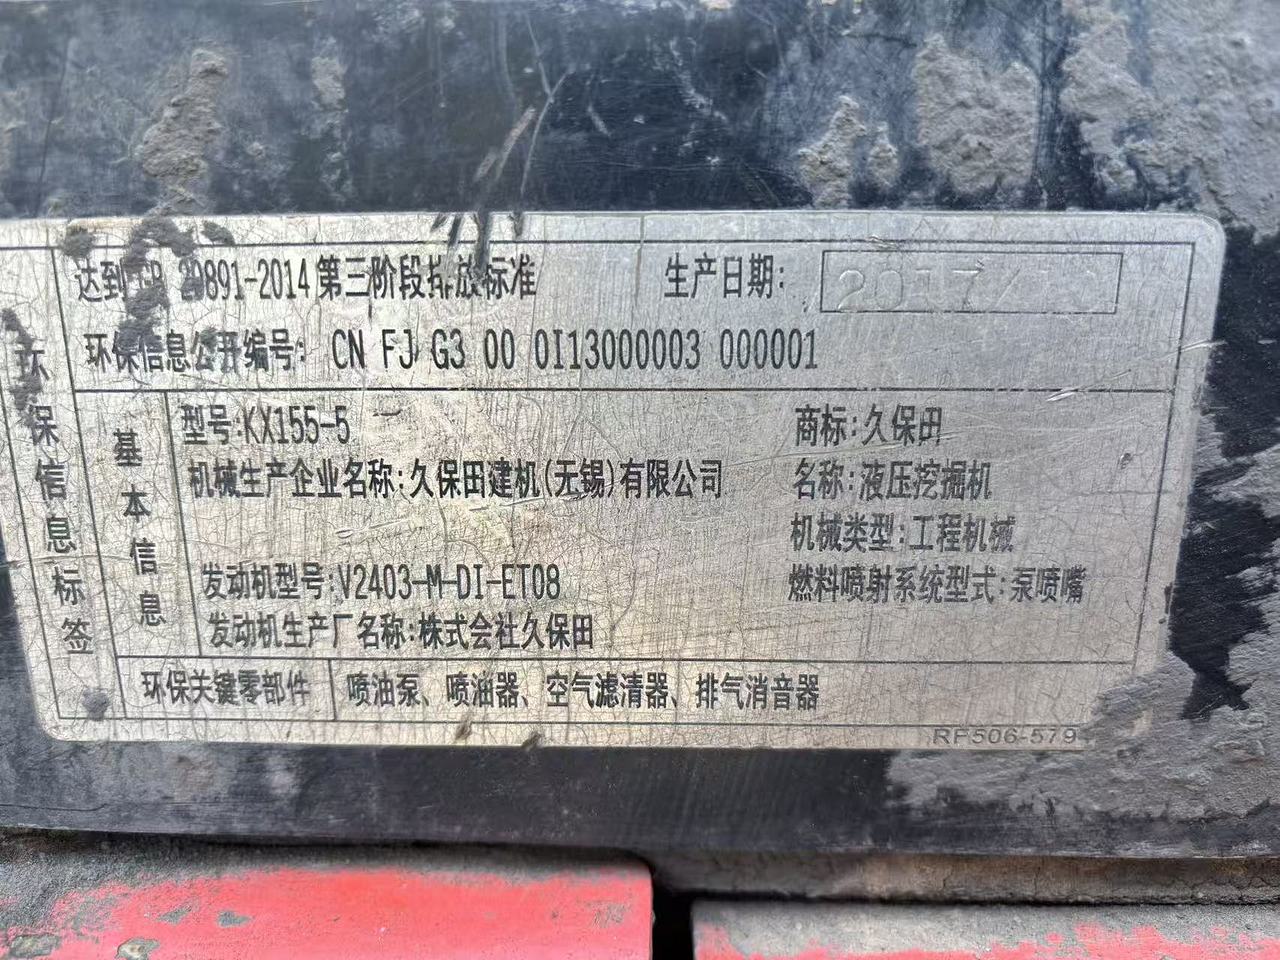 环保信息标签
达到 GB 20891-2014 第三阶段排放标准
生产日期: 2017/
环保信息公开编号: CN FJ G3 00 0I13000003 000001
基本信息
型号:KX155-5
商标:久保田
机械生产企业名称:久保田建机(无锡)有限公司
名称:液压挖掘机
机械类型:工程机械
发动机型号:V2403-M-DI-ET08
燃料喷射系统型式:泵喷嘴
发动机生产厂名称:株式会社久保田
环保关键零部件
喷油泵、喷油器、空气滤清器、排气消音器
RF506-579